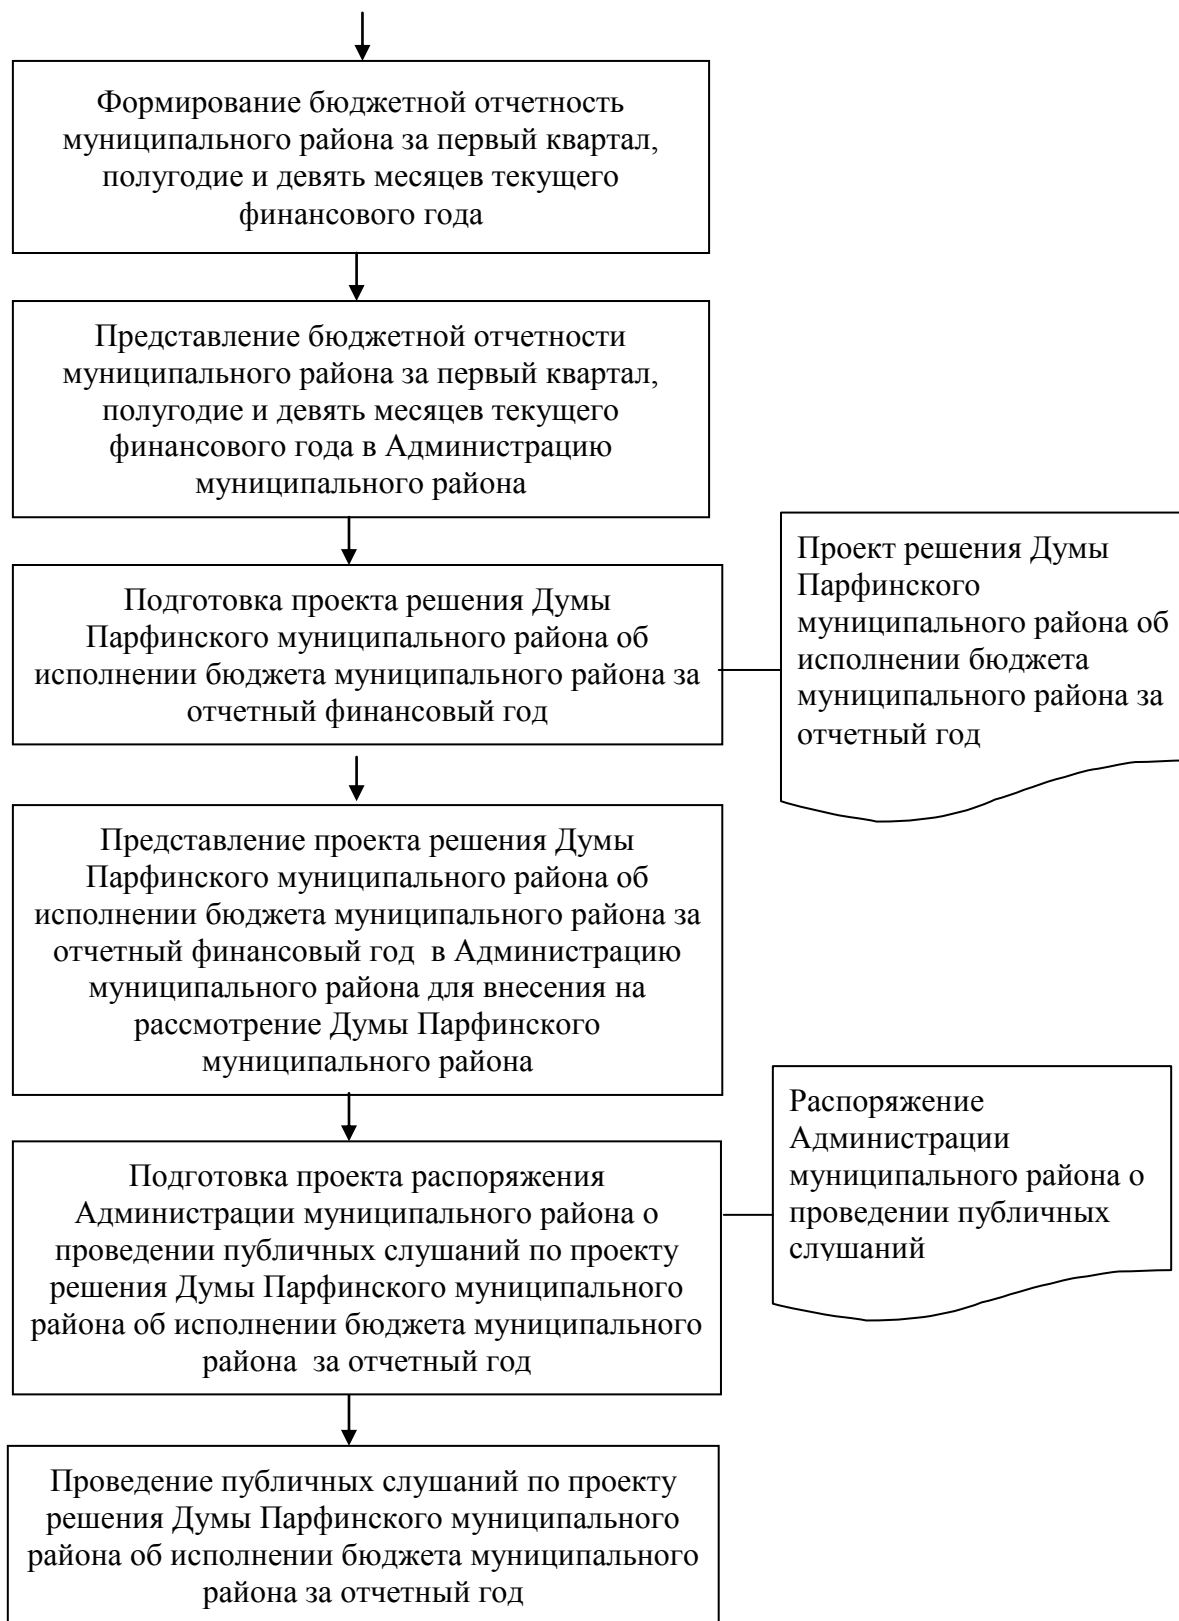 Формирование бюджетной отчетность
муниципального района за первый квартал,
полугодие и девять месяцев текущего
финансового года
Представление бюджетной отчетности
муниципального района за первый квартал,
полугодие и девять месяцев текущего
финансового года в Администрацию
муниципального района
Подготовка проекта решения Думы
Парфинского муниципального района об
исполнении бюджета муниципального района за
отчетный финансовый год
Проект решения Думы
Парфинского
муниципального района об
исполнении бюджета
муниципального района за
отчетный год
Представление проекта решения Думы
Парфинского муниципального района об
исполнении бюджета муниципального района за
отчетный финансовый год  в Администрацию
муниципального района для внесения на
рассмотрение Думы Парфинского
муниципального района
Подготовка проекта распоряжения
Администрации муниципального района о
проведении публичных слушаний по проекту
решения Думы Парфинского муниципального
района об исполнении бюджета муниципального
района  за отчетный год
Распоряжение
Администрации
муниципального района о
проведении публичных
слушаний
Проведение публичных слушаний по проекту
решения Думы Парфинского муниципального
района об исполнении бюджета муниципального
района за отчетный год